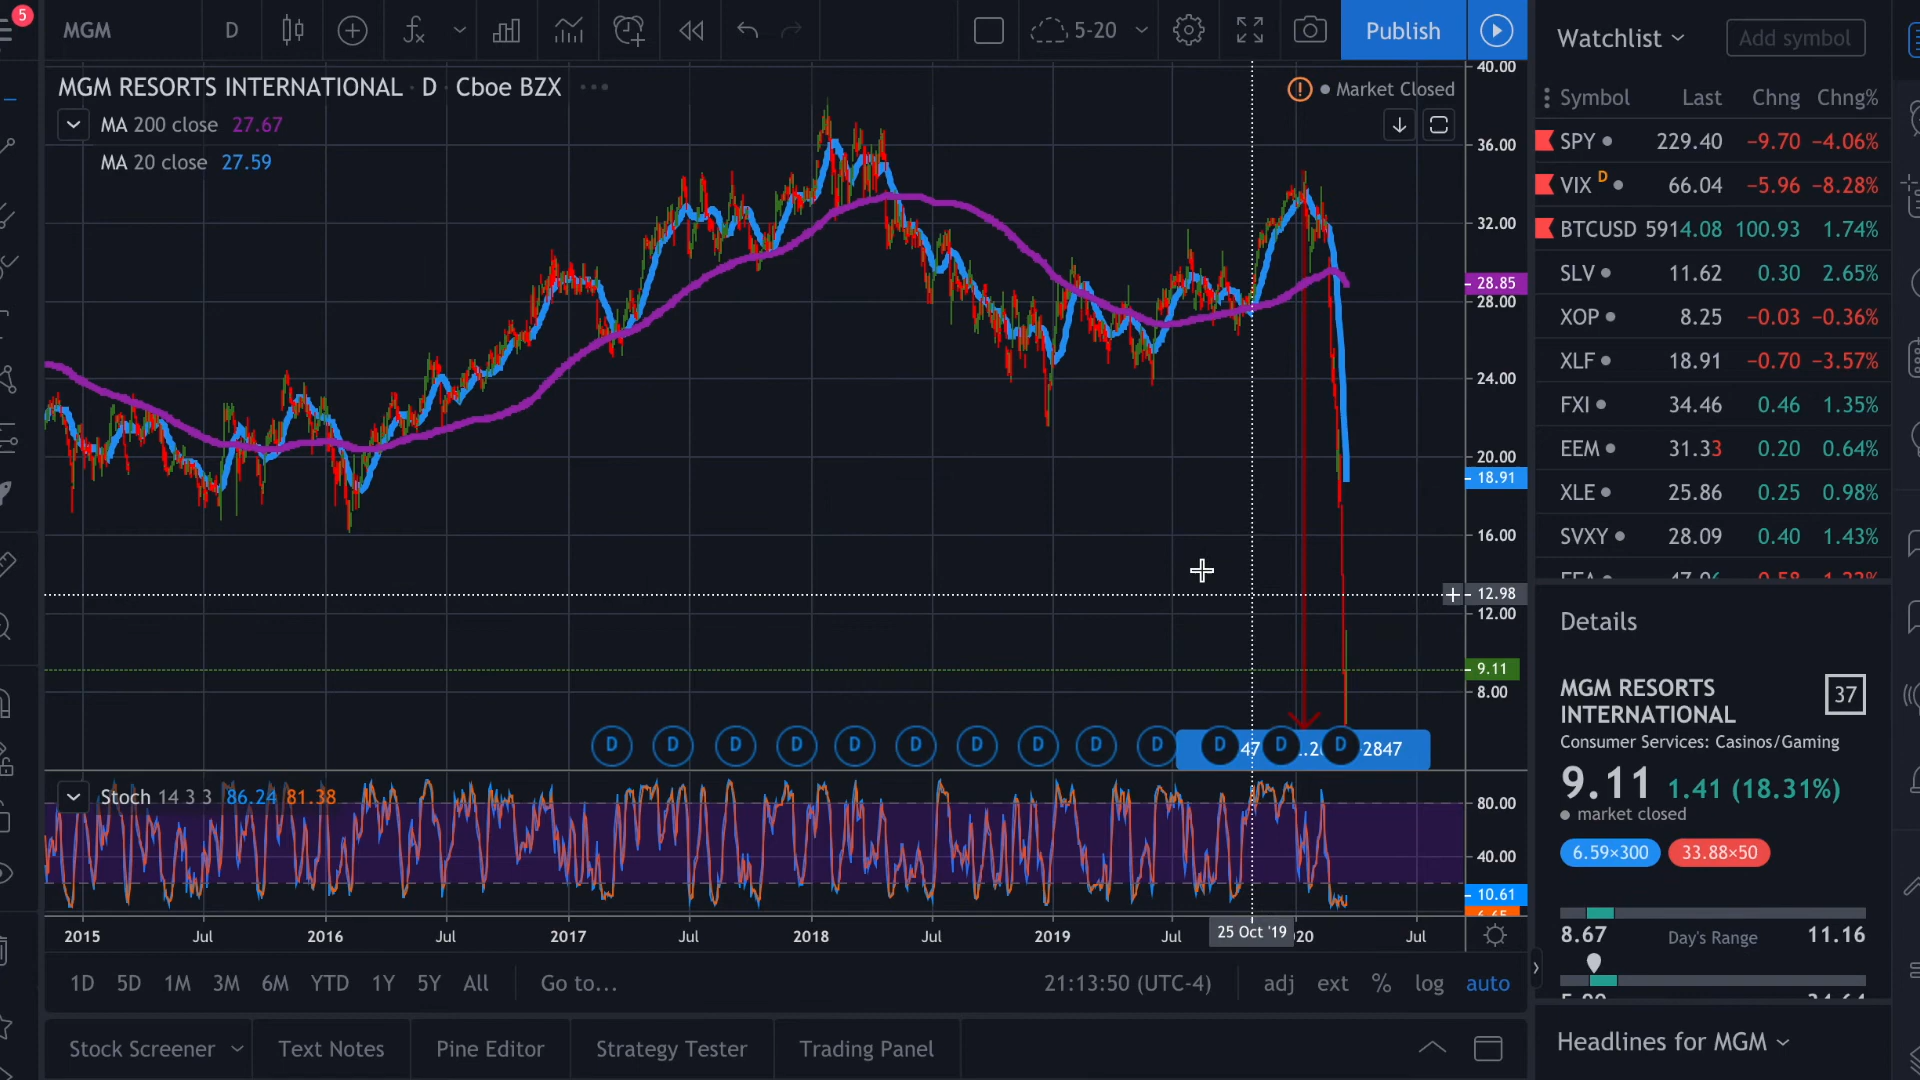 5
MGM D 5-20 Publish
MGM RESORTS INTERNATIONAL · D · Cboe BZX ···
Market Closed
MA 200 close 27.67
MA 20 close 27.59
40.00
36.00
32.00
28.85
28.00
24.00
20.00
18.91
16.00
12.98
12.00
9.11
8.00
D D D D D D D D D D D 47 D ..2 D 2847
Stoch 14 3 3 86.24 81.38
80.00
40.00
10.61
6.65
2015 Jul 2016 Jul 2017 Jul 2018 Jul 2019 Jul 25 Oct '19 20 Jul
1D 5D 1M 3M 6M YTD 1Y 5Y All Go to... 21:13:50 (UTC-4) adj ext % log auto
Stock Screener Text Notes Pine Editor Strategy Tester Trading Panel
Watchlist Add symbol
Symbol Last Chng Chng%
SPY 229.40 −9.70 −4.06%
VIX D 66.04 −5.96 −8.28%
BTCUSD 5914.08 100.93 1.74%
SLV 11.62 0.30 2.65%
XOP 8.25 −0.03 −0.36%
XLF 18.91 −0.70 −3.57%
FXI 34.46 0.46 1.35%
EEM 31.33 0.20 0.64%
XLE 25.86 0.25 0.98%
SVXY 28.09 0.40 1.43%
Details
MGM RESORTS
INTERNATIONAL
37
Consumer Services: Casinos/Gaming
9.11 1.41 (18.31%)
market closed
6.59×300 33.88×50
8.67 Day's Range 11.16
Headlines for MGM